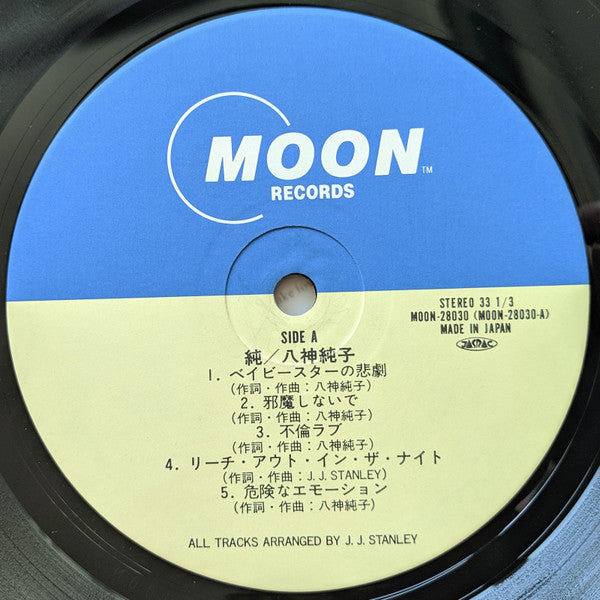 MOON™
RECORDS
STEREO 33 1/3
MOON-28030 (MOON-28030-A)
MADE IN JAPAN
JASRAC
SIDE A
純／八神純子
1. ベイビースターの悲劇
(作詞・作曲：八神純子)
2. 邪魔しないで
(作詞・作曲：八神純子)
3. 不倫ラブ
(作詞・作曲：八神純子)
4. リーチ・アウト・イン・ザ・ナイト
(作詞・作曲：J. J. STANLEY)
5. 危険なエモーション
(作詞・作曲：八神純子)
ALL TRACKS ARRANGED BY J. J. STANLEY